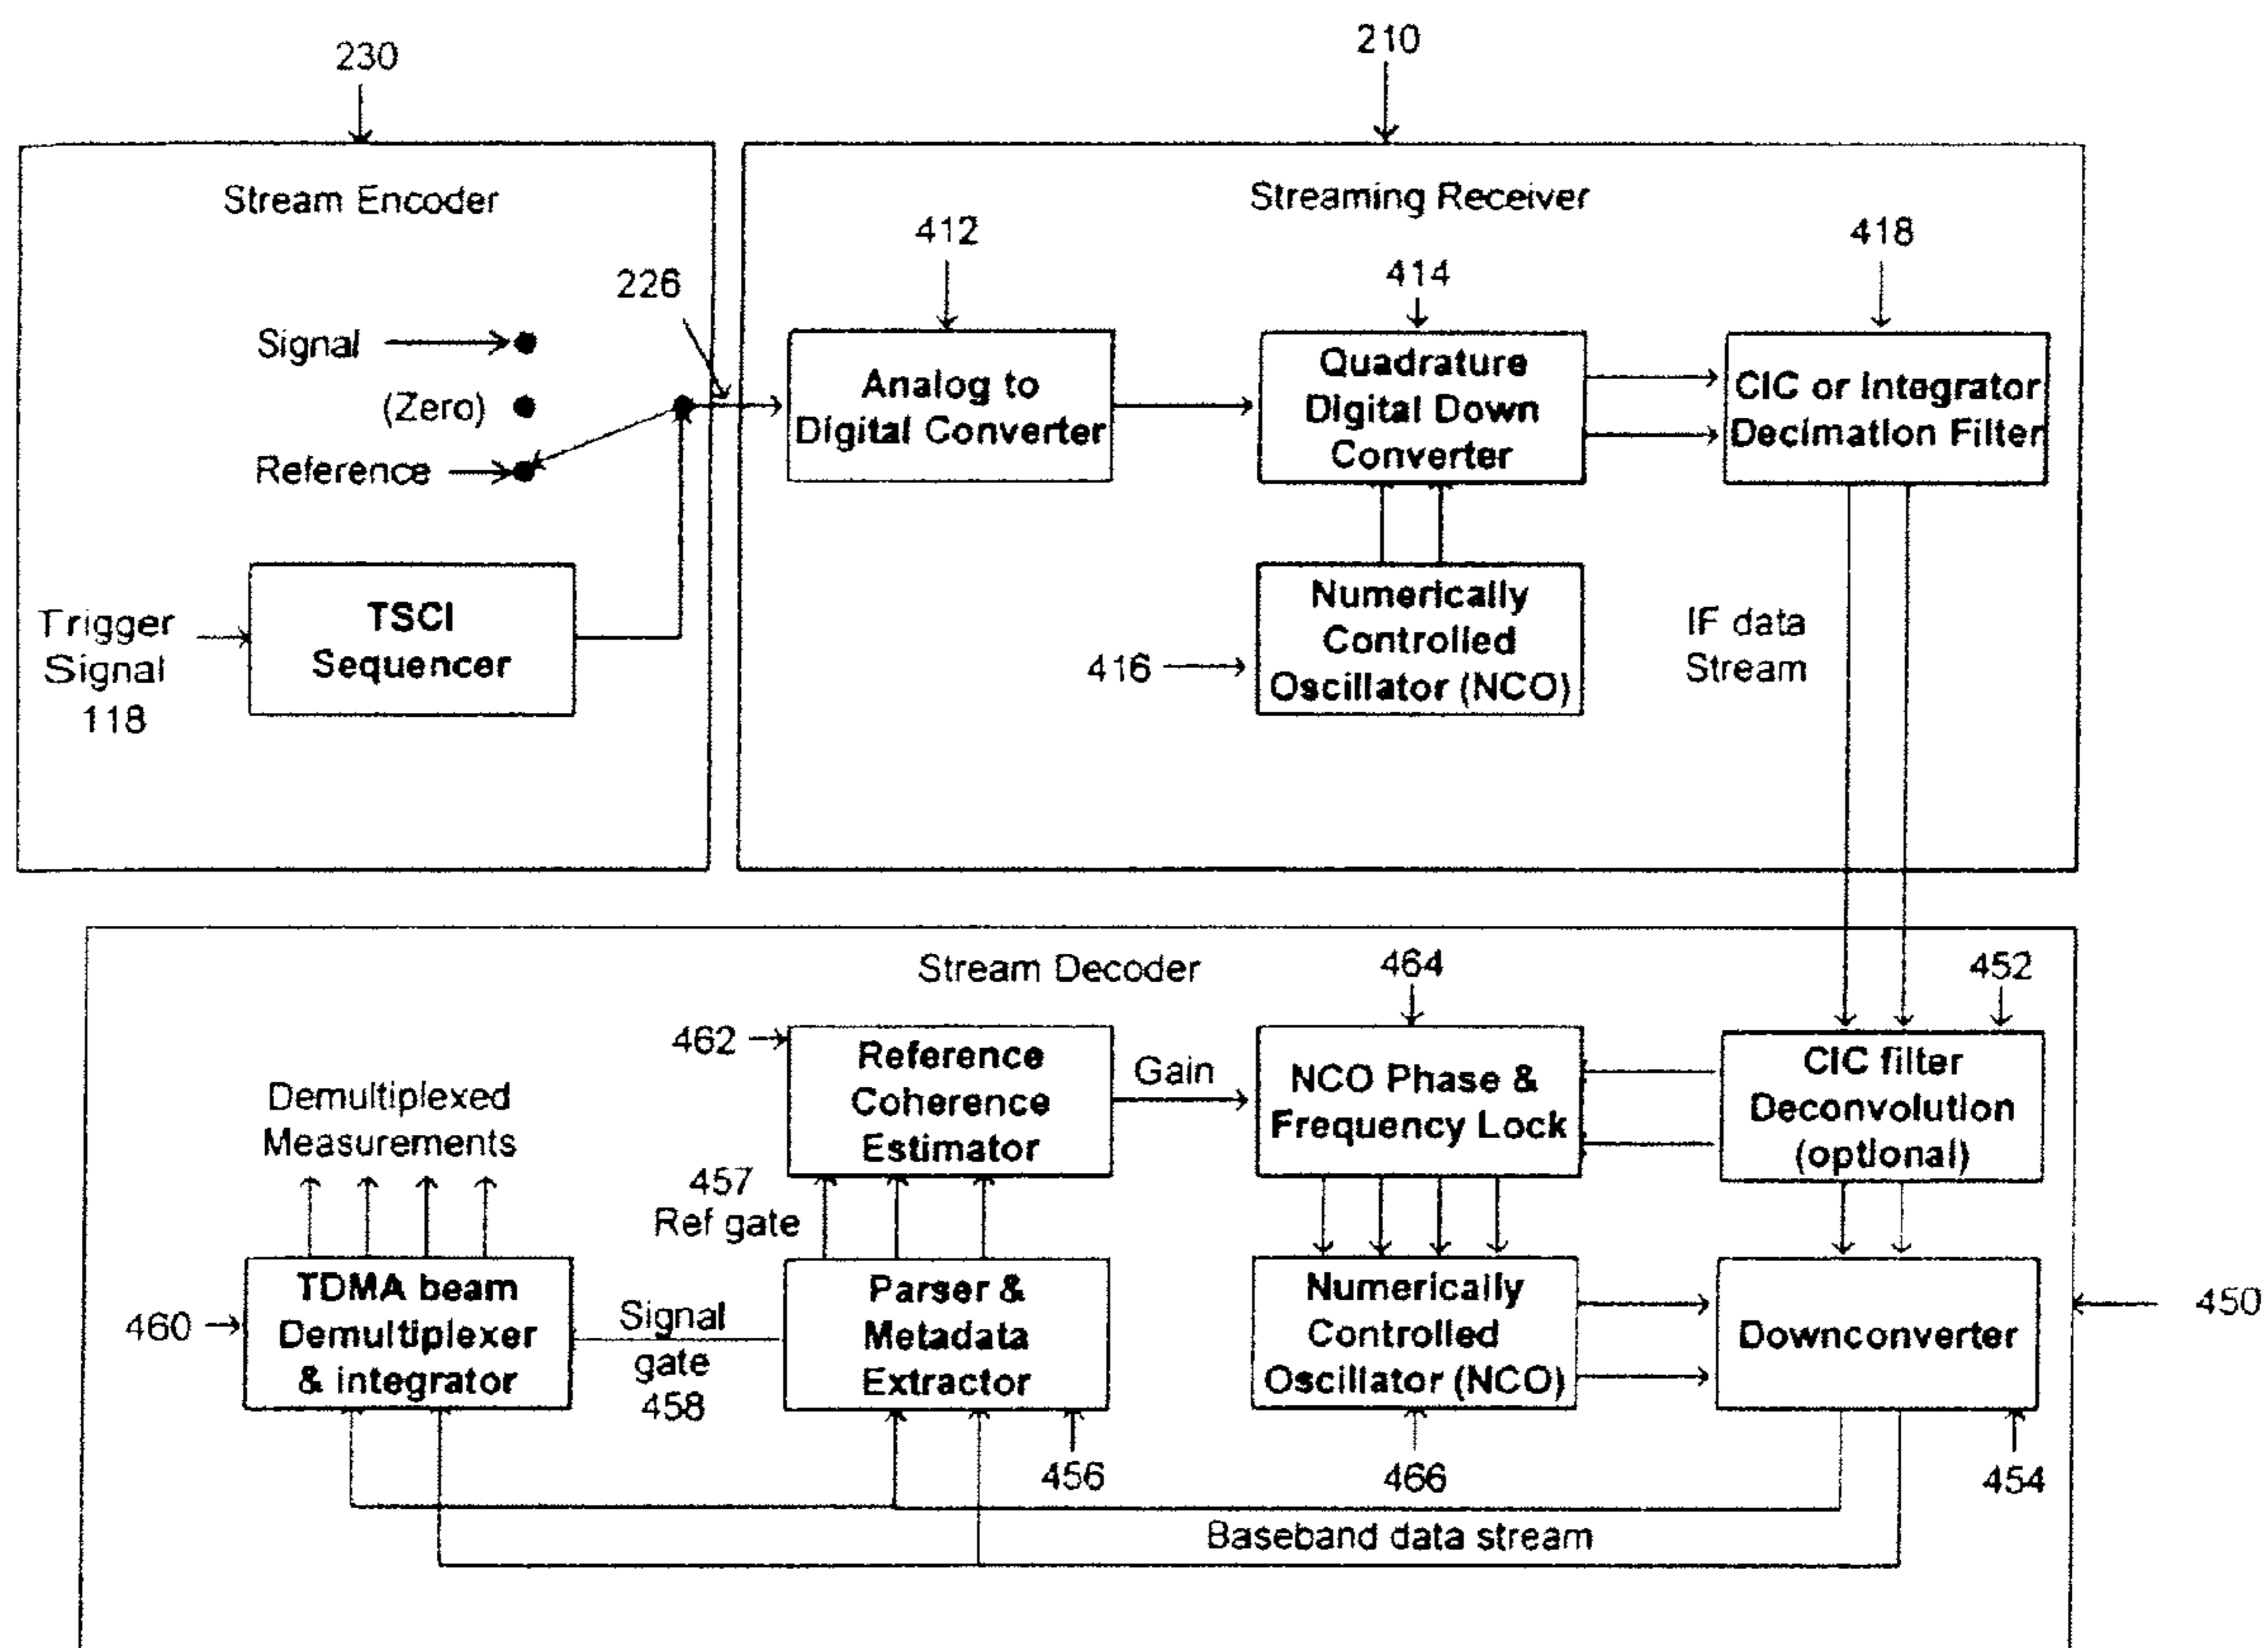 230
210
Stream Encoder
Streaming Receiver
412
418
226
414
Signal
(Zero)
Reference
Analog to
Digital Converter
Quadrature
Digital Down
Converter
CIC or Integrator
Decimation Filter
Trigger
Signal
118
TSCI
Sequencer
416
Numerically
Controlled
Oscillator (NCO)
IF data
Stream
Stream Decoder
464
452
462
Reference
Coherence
Estimator
Gain
NCO Phase &
Frequency Lock
CIC filter
Deconvolution
(optional)
Demultiplexed
Measurements
457
Ref gate
460
TDMA beam
Demultiplexer
& integrator
Signal
gate
458
Parser &
Metadata
Extractor
Numerically
Controlled
Oscillator (NCO)
Downconverter
450
456
466
454
Baseband data stream